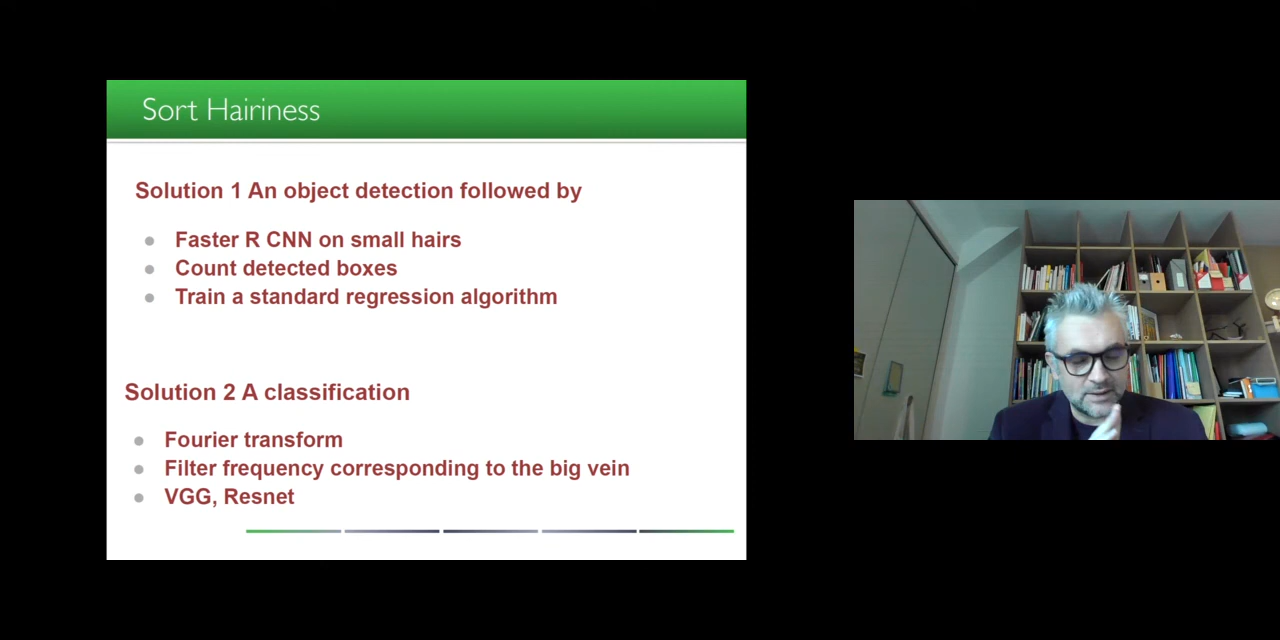 Sort Hairiness
Solution 1 An object detection followed by
Faster R CNN on small hairs
Count detected boxes
Train a standard regression algorithm
Solution 2 A classification
Fourier transform
Filter frequency corresponding to the big vein
VGG, Resnet